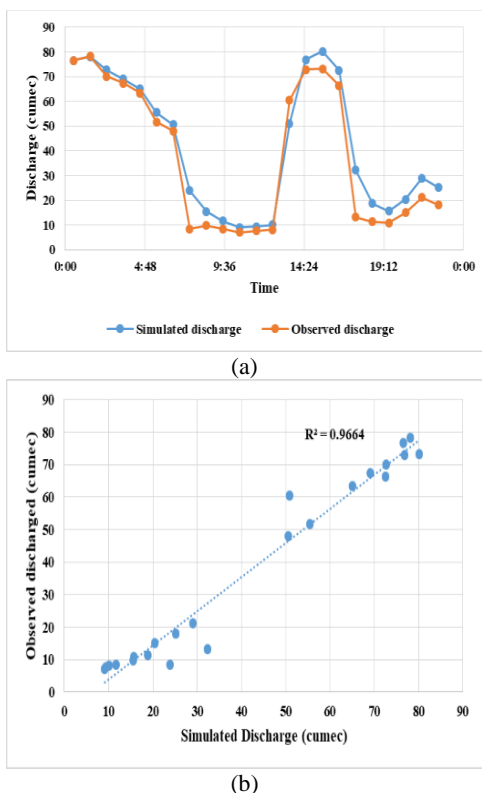 90
80
70
60
50
40
30
20
10
0
Discharge (cumec)
0:00 4:48 9:36 14:24 19:12 0:00
Time
Simulated discharge Observed discharge
(a)
90
80
70
60
50
40
30
20
10
0
Observed discharged (cumec)
R² = 0.9664
0 10 20 30 40 50 60 70 80 90
Simulated Discharge (cumec)
(b)